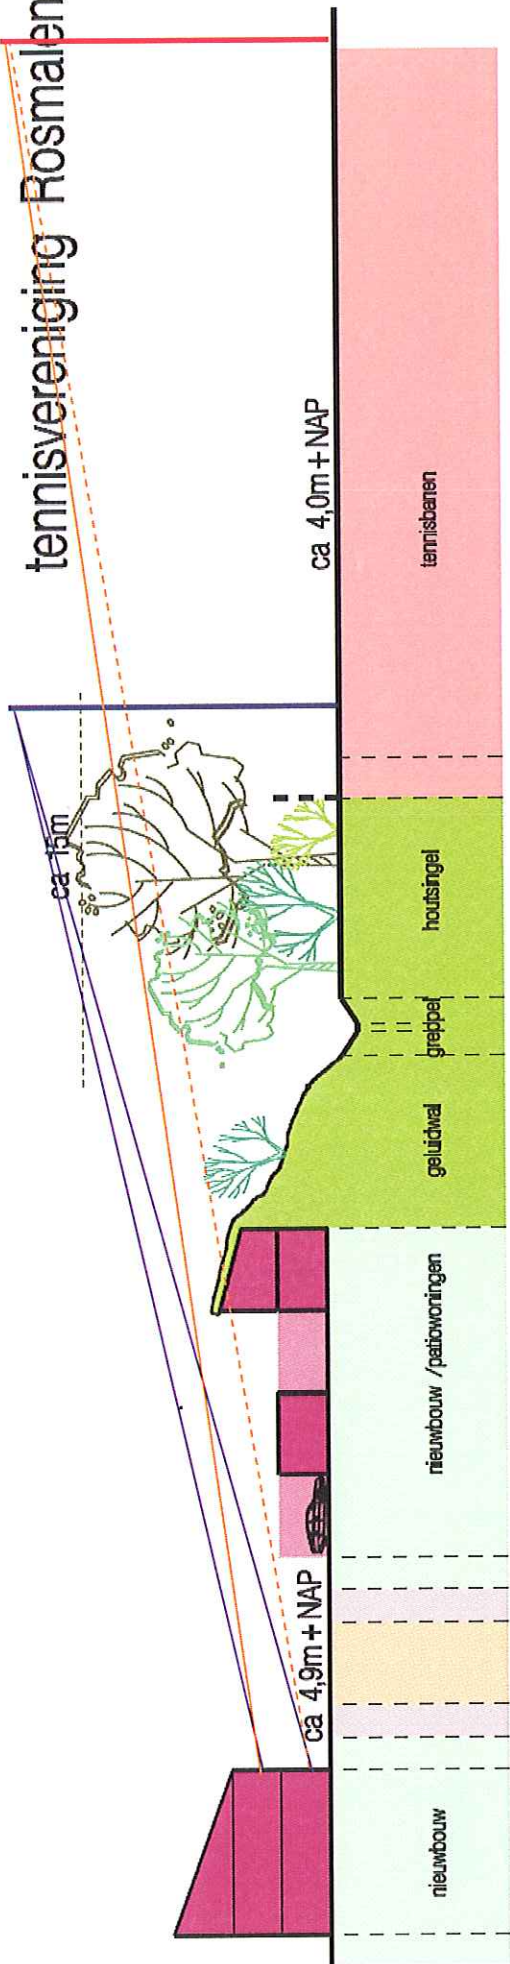 tennisvereniging Rosmalen
ca 15m
ca 4,0m + NAP
ca 4,9m + NAP
nieuwbouw
nieuwbouw / patiowoningen
geluidwal
greppel
houtsingel
tennisbanen